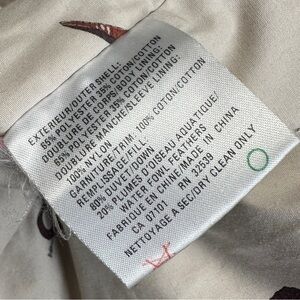 EXTERIEUR/OUTER SHELL:
65% POLYESTER 35% COTON/COTTON
DOUBLURE DE CORPS/BODY LINING:
65% POLYESTER 35% COTON/COTTON
DOUBLURE MANCHE/SLEEVE LINING:
100% NYLON
GARNITURE TRIM: 100% COTON/COTTON
REMPLISSAGE/FILL:
80% DUVET/DOWN
20% PLUMES D'OISEAU AQUATIQUE/
WATER FOWL FEATHERS
FABRIQUE EN CHINE/MADE IN CHINA
CA 07101 RN 32539
NETTOYAGE A SEC/DRY CLEAN ONLY